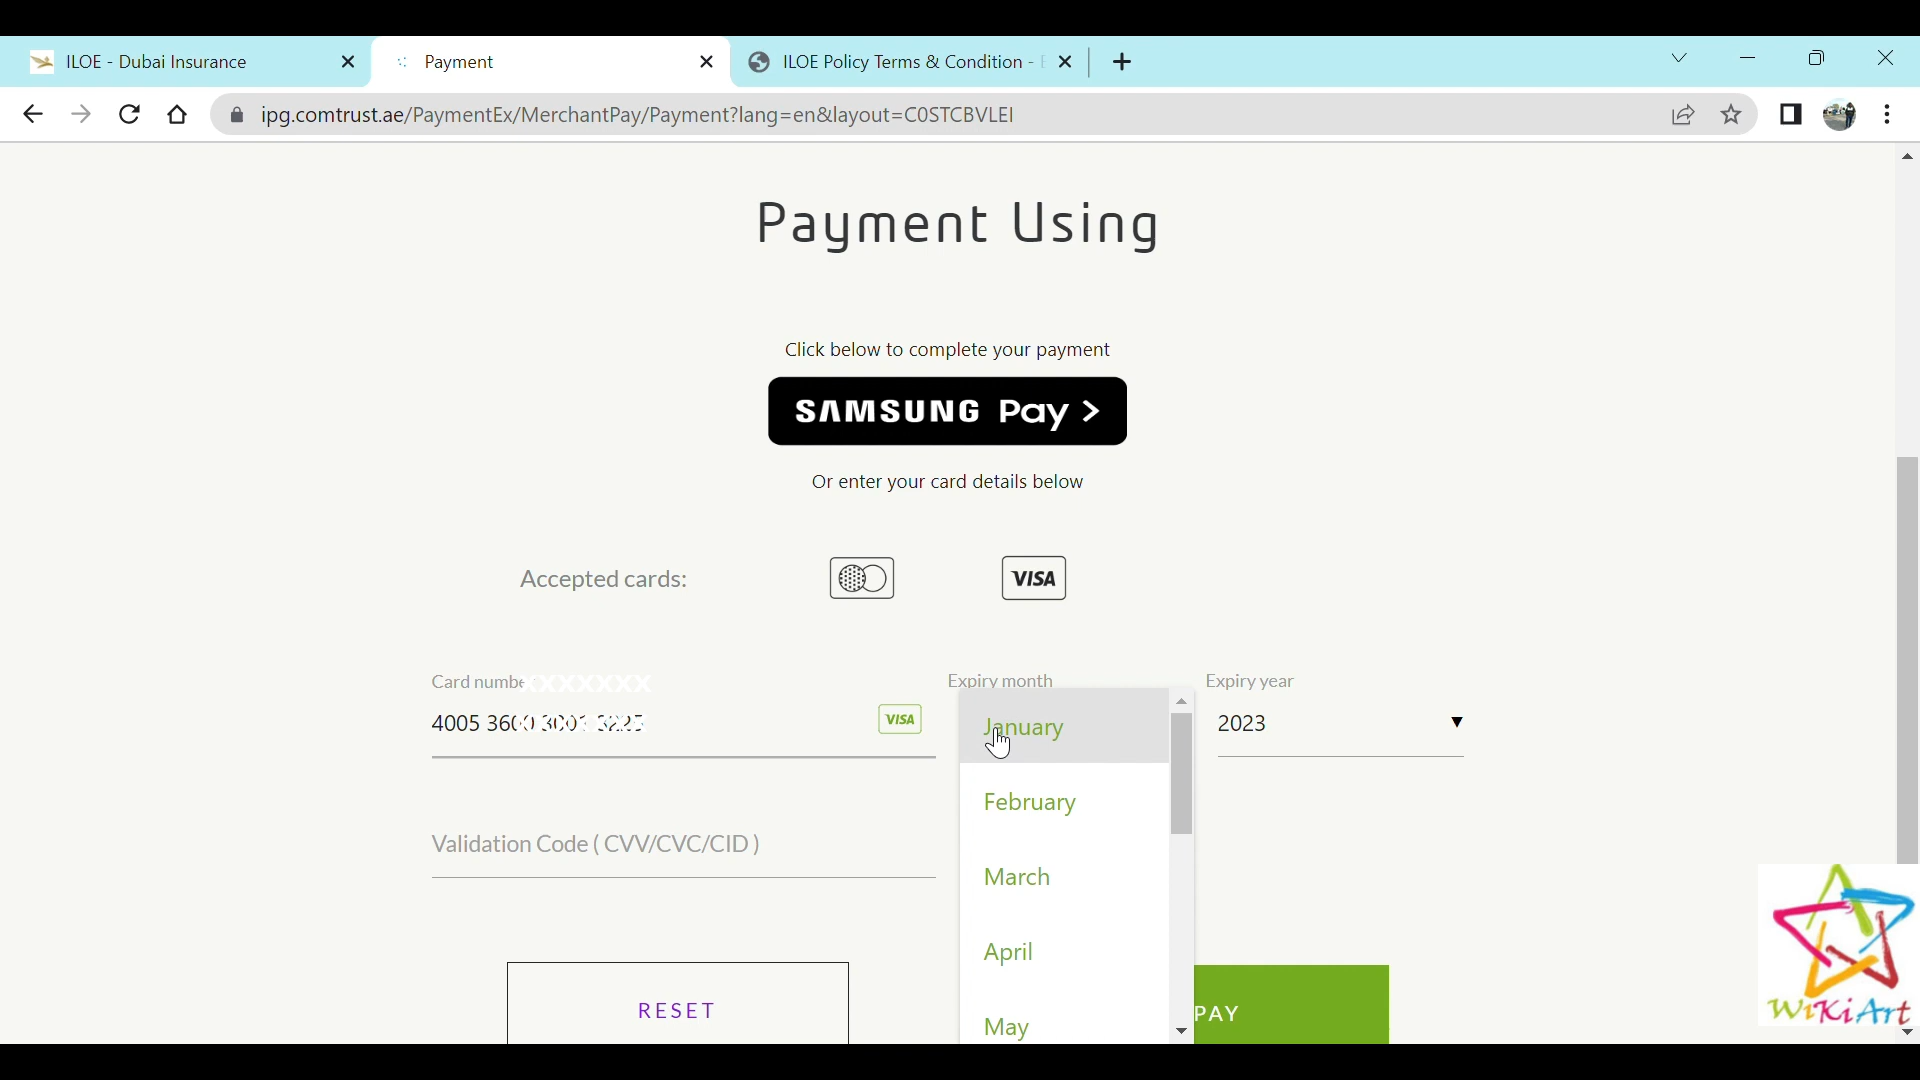 ILOE - Dubai Insurance
Payment
ILOE Policy Terms & Condition -
ipg.comtrust.ae/PaymentEx/MerchantPay/Payment?lang=en&layout=C0STCBVLEI
Payment Using
Click below to complete your payment
SAMSUNG Pay >
Or enter your card details below
Accepted cards:
VISA
Card numbe
XXXXXX
Expiry month
Expiry year
4005
VISA
January
2023
February
Validation Code ( CVV/CVC/CID )
March
April
RESET
PAY
May
WiKiArt